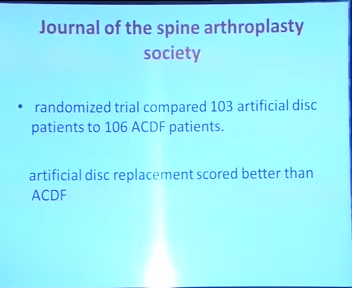 Journal of the spine arthroplasty
society
• randomized trial compared 103 artificial disc
patients to 106 ACDF patients.
artificial disc replacement scored better than
ACDF